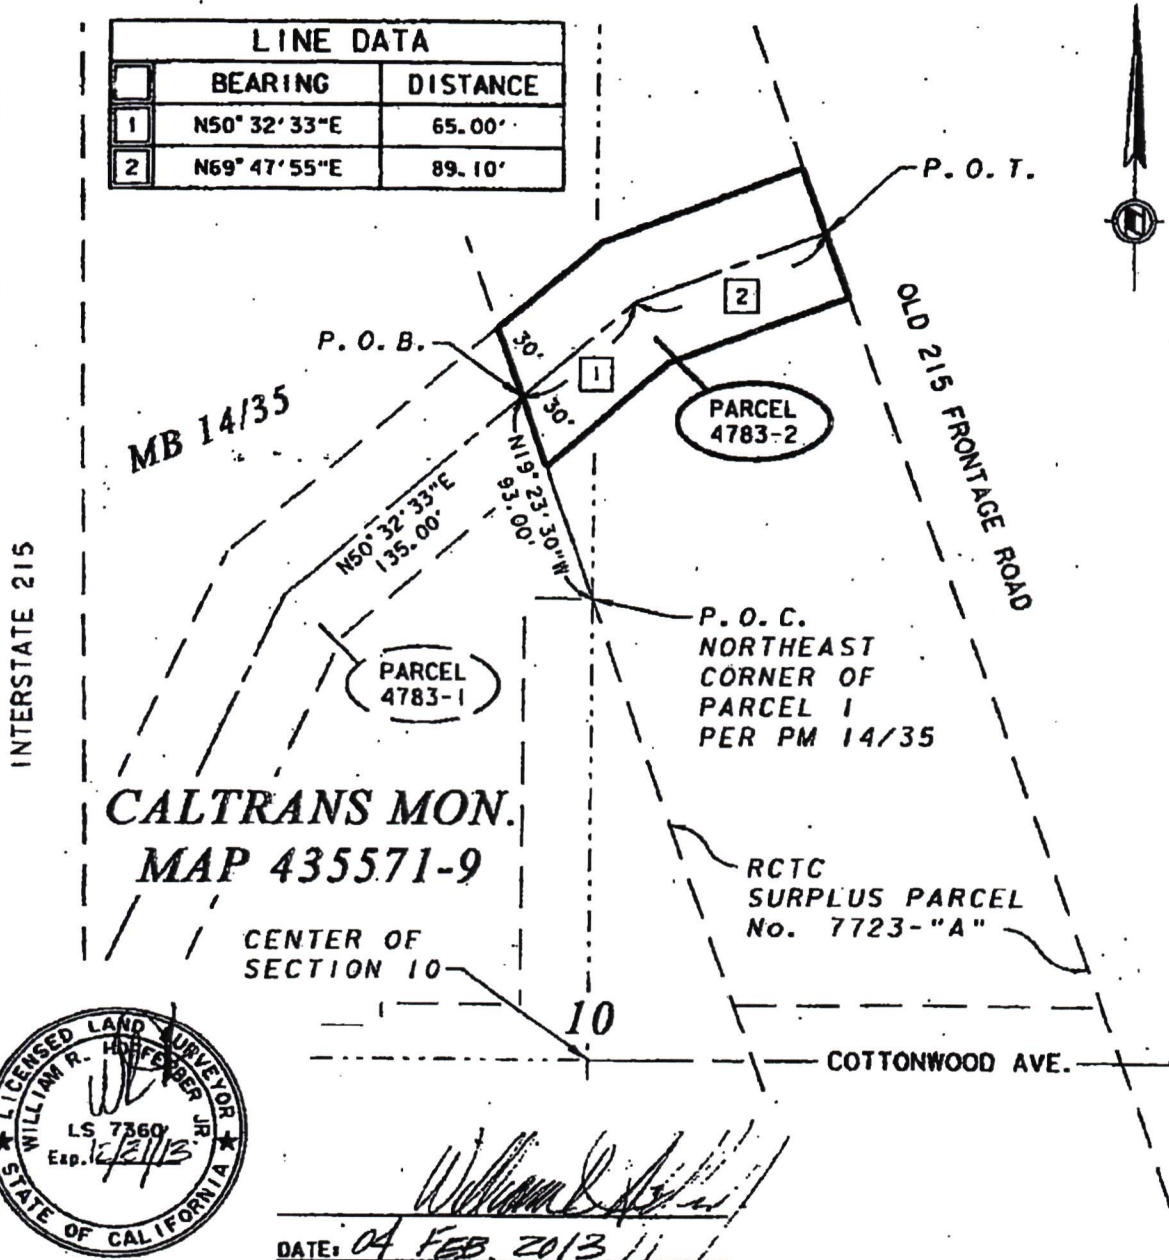 LINE DATA
BEARING DISTANCE
1 N50°32'33"E 65.00'
2 N69°47'55"E 89.10'
P.O.T.
2
P.O.B.
30'
1
30'
PARCEL
4783-2
OLD 215 FRONTAGE ROAD
MB 14/35
N19°23'30"W
93.00'
N50°32'33"E
135.00'
INTERSTATE 215
P.O.C.
NORTHEAST
CORNER OF
PARCEL 1
PER PM 14/35
PARCEL
4783-1
CALTRANS MON.
MAP 435571-9
RCTC
SURPLUS PARCEL
No. 7723-"A"
CENTER OF
SECTION 10
10
COTTONWOOD AVE.
LICENSED LAND SURVEYOR
WILLIAM R. JR.
LS 7360
Exp. 12/31/13
STATE OF CALIFORNIA
DATE: 04 FEB. 2013